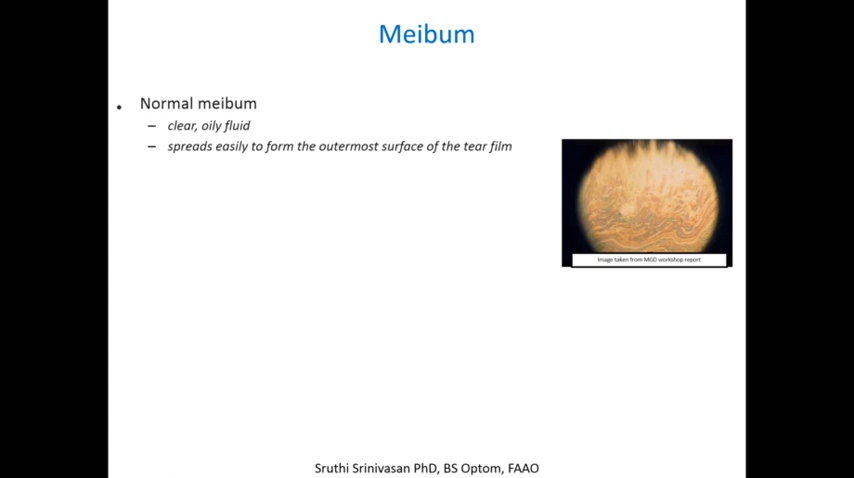 Meibum
• Normal meibum
– clear, oily fluid
– spreads easily to form the outermost surface of the tear film
Image taken from MGD workshop report
Sruthi Srinivasan PhD, BS Optom, FAAO